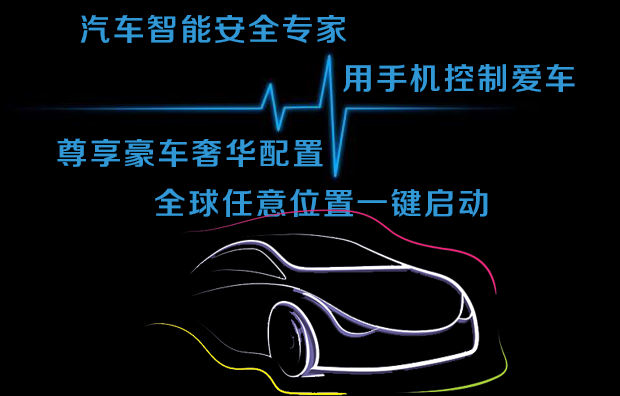 汽车智能安全专家
用手机控制爱车
尊享豪车奢华配置
全球任意位置一键启动